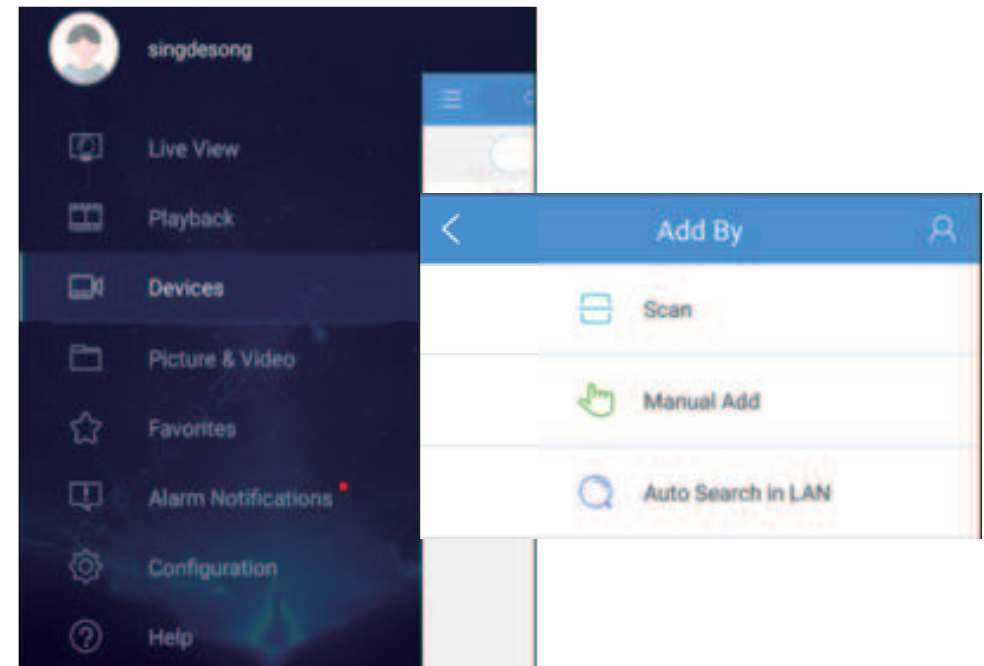 singdesong
Live View
Playback
Devices
Picture & Video
Favorites
Alarm Notifications
Configuration
Help
Add By
Scan
Manual Add
Auto Search in LAN